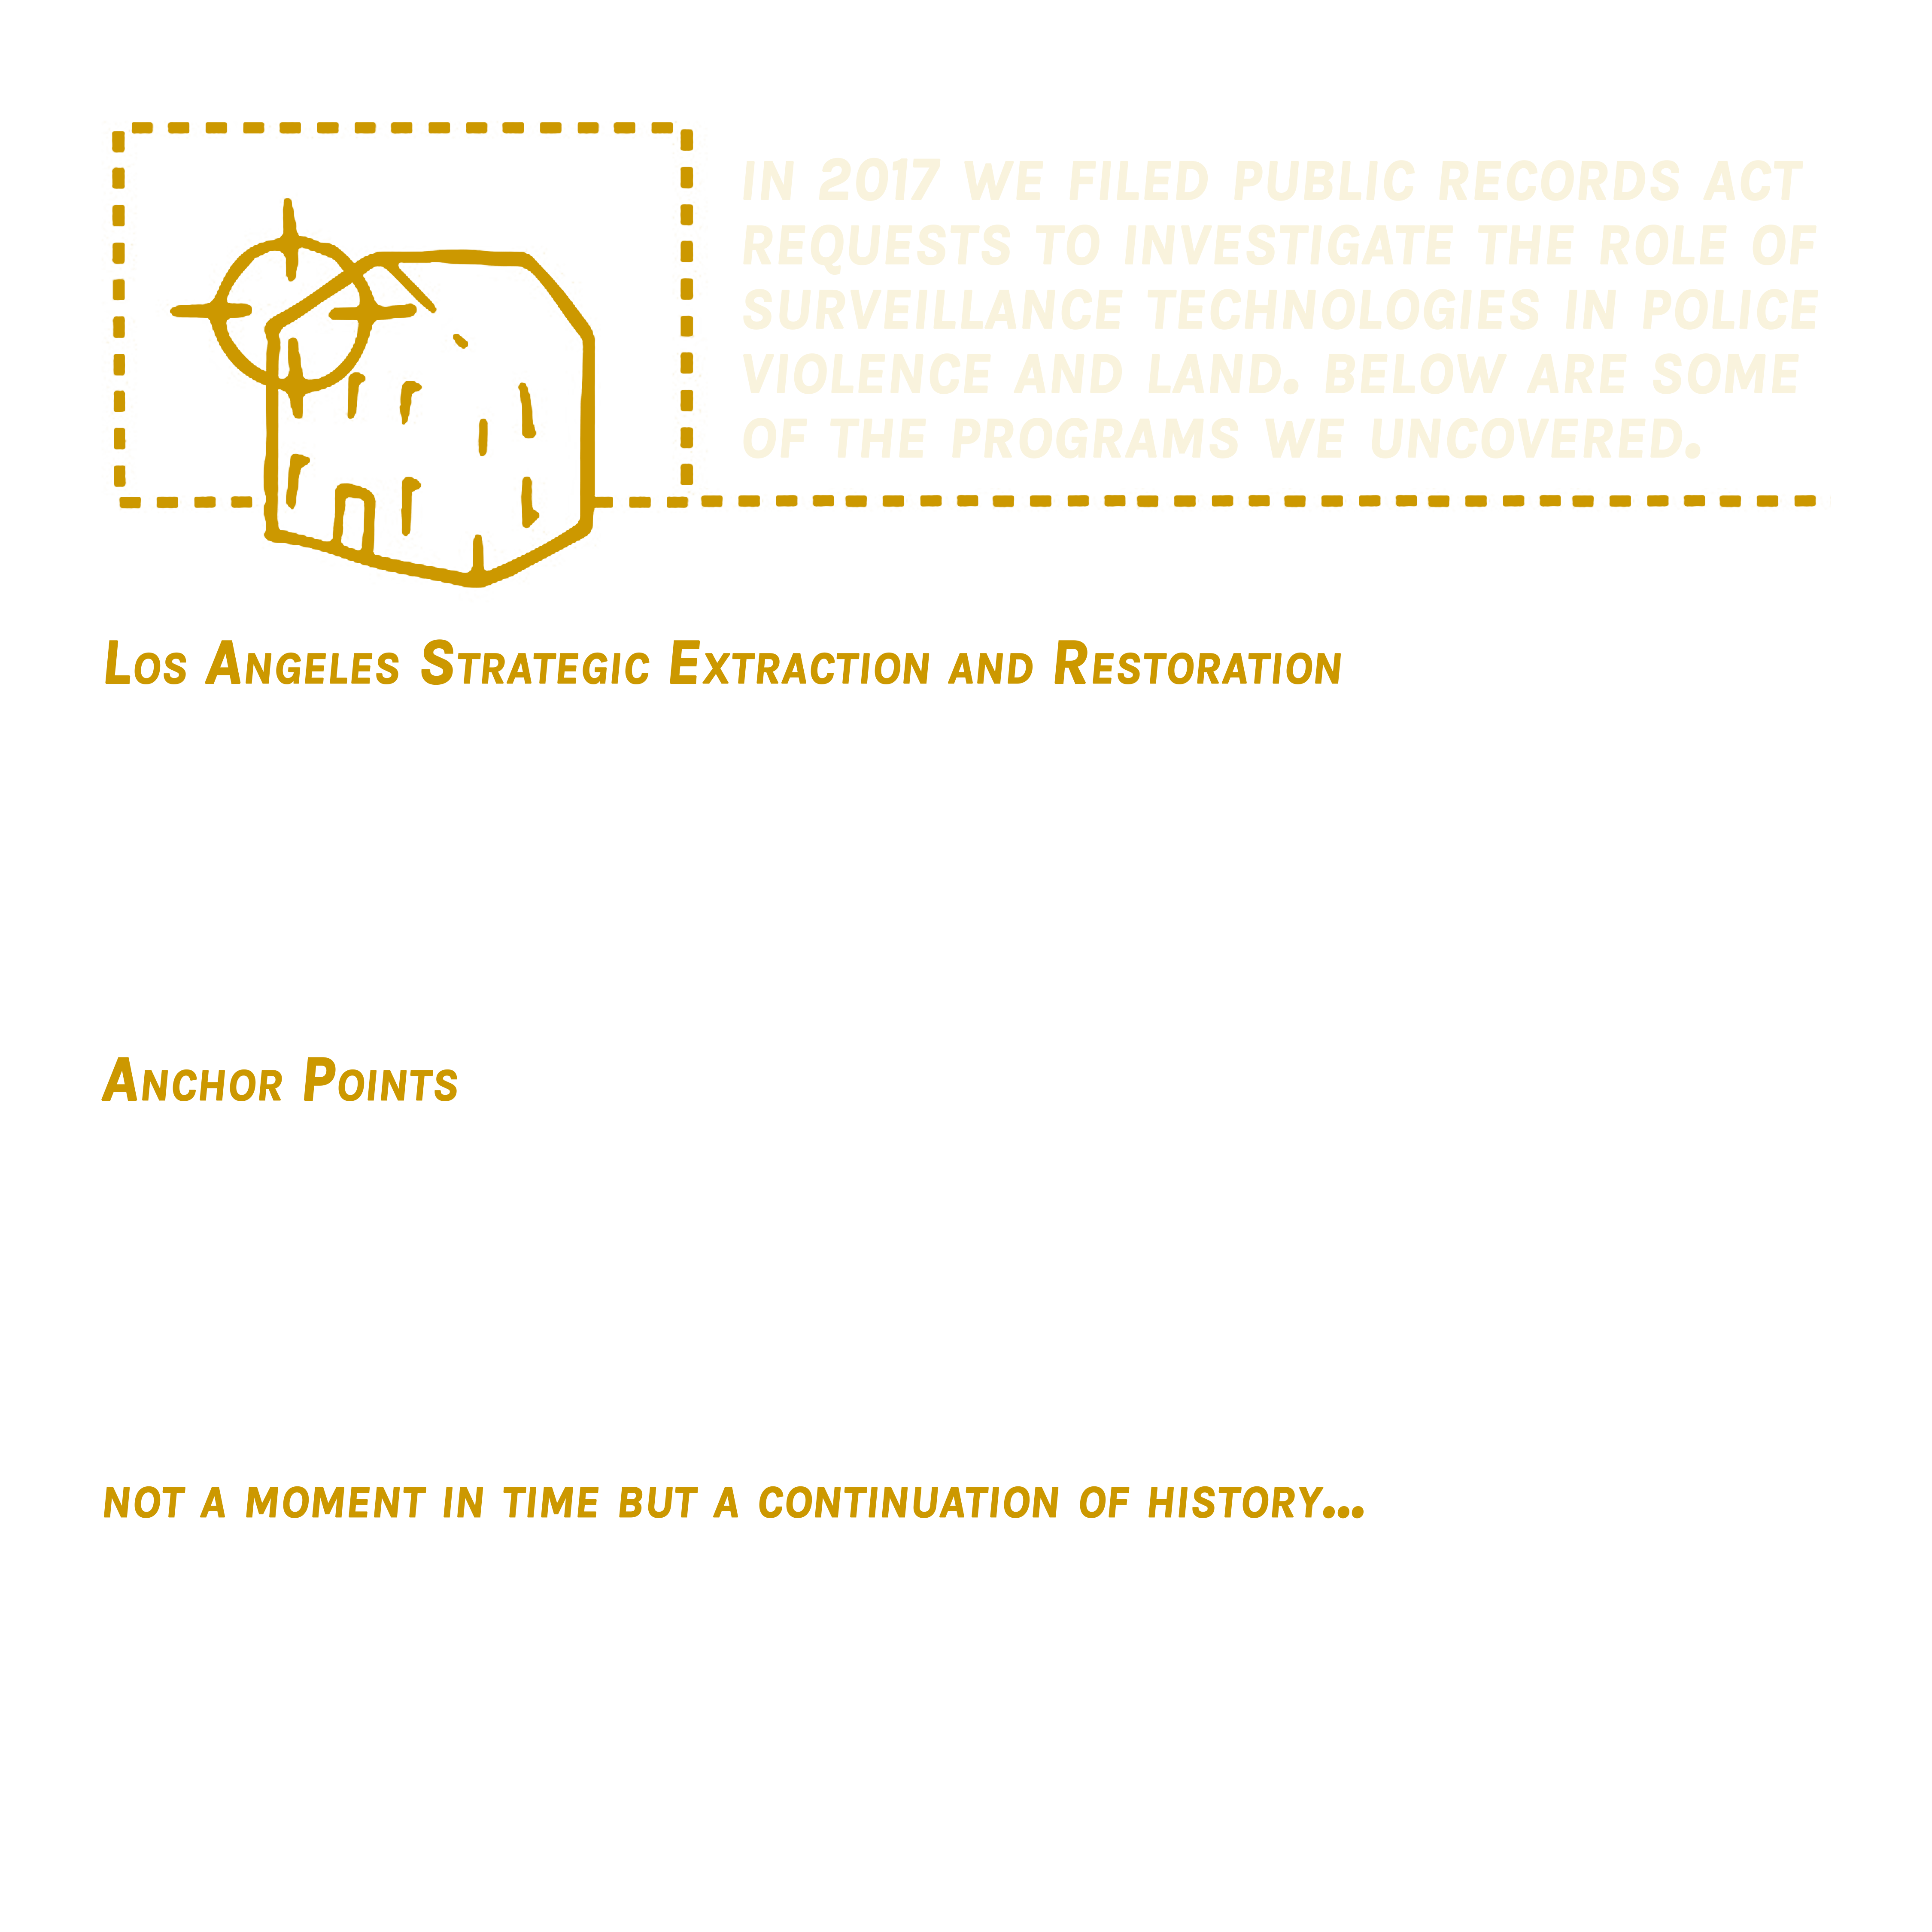 IN 2017 WE FILED PUBLIC RECORDS ACT
REQUESTS TO INVESTIGATE THE ROLE OF
SURVEILLANCE TECHNOLOGIES IN POLICE
VIOLENCE AND LAND. BELOW ARE SOME
OF THE PROGRAMS WE UNCOVERED.
LOS ANGELES STRATEGIC EXTRACTION AND RESTORATION
ANCHOR POINTS
NOT A MOMENT IN TIME BUT A CONTINUATION OF HISTORY...